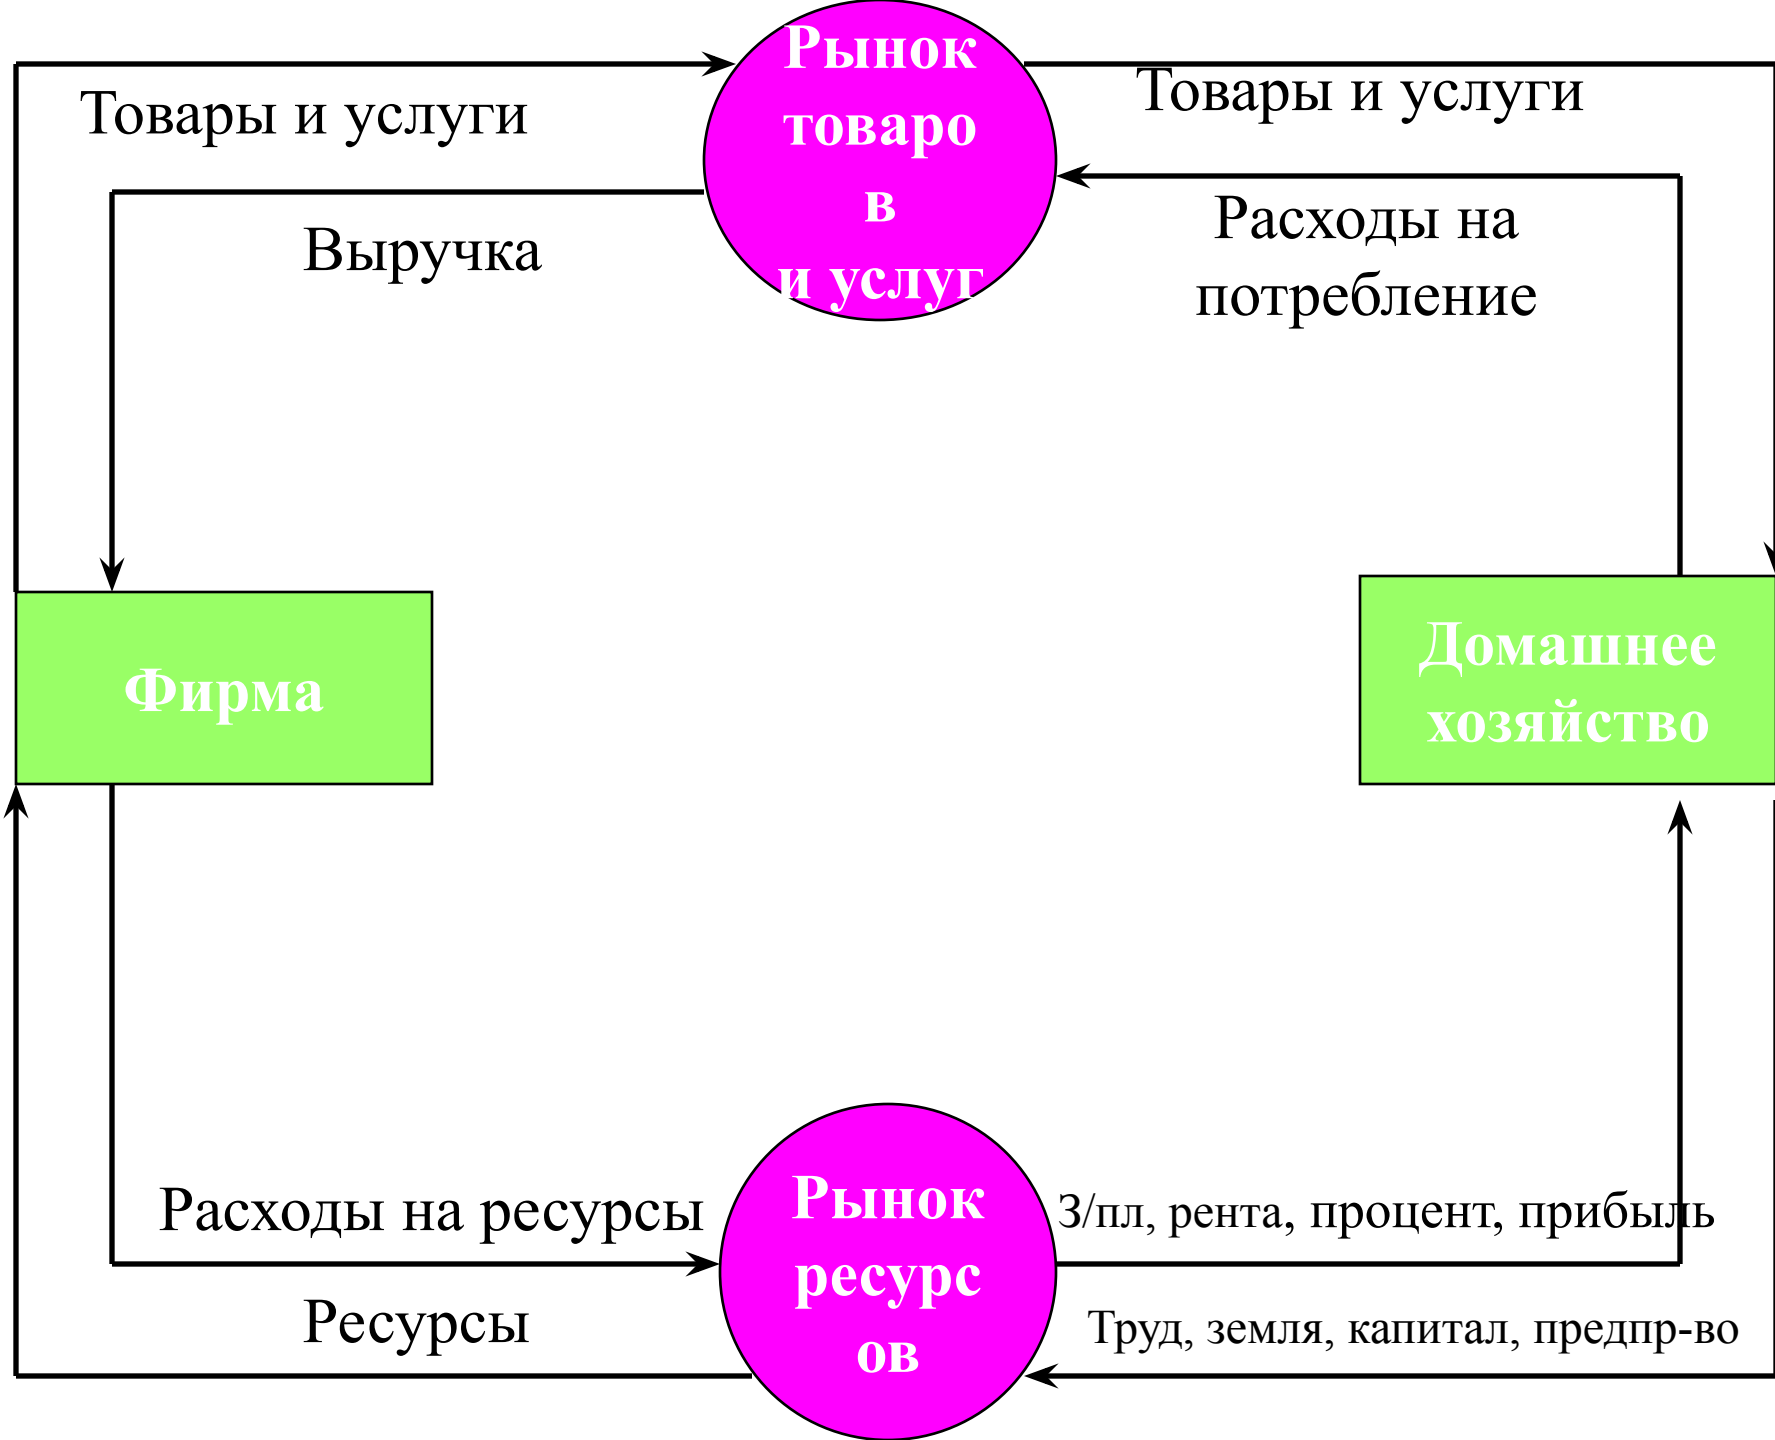 Рынок
товаро
в
и услуг
Товары и услуги
Товары и услуги
Выручка
Расходы на
потребление
Фирма
Домашнее
хозяйство
Расходы на ресурсы
Ресурсы
Рынок
ресурс
ов
З/пл, рента, процент, прибыль
Труд, земля, капитал, предпр-во